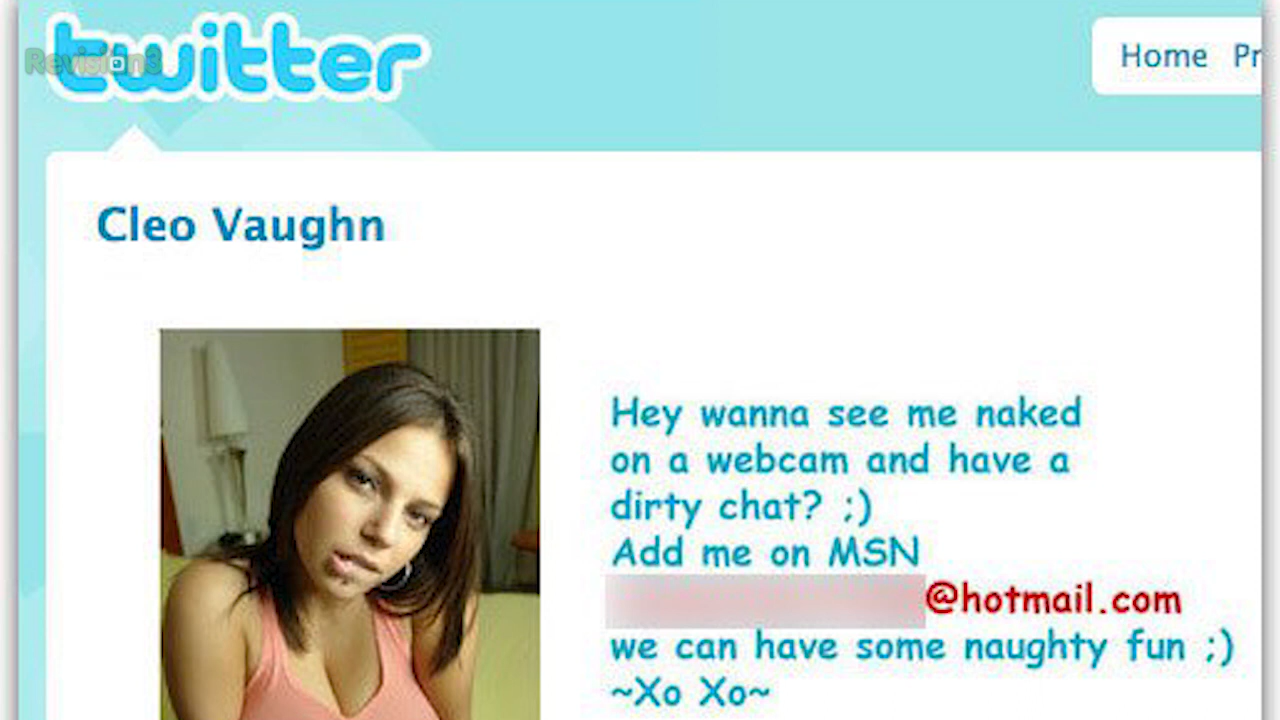 twitter
Revision3
Home
Cleo Vaughn
Hey wanna see me naked
on a webcam and have a
dirty chat? ;)
Add me on MSN
@hotmail.com
we can have some naughty fun ;)
~Xo Xo~